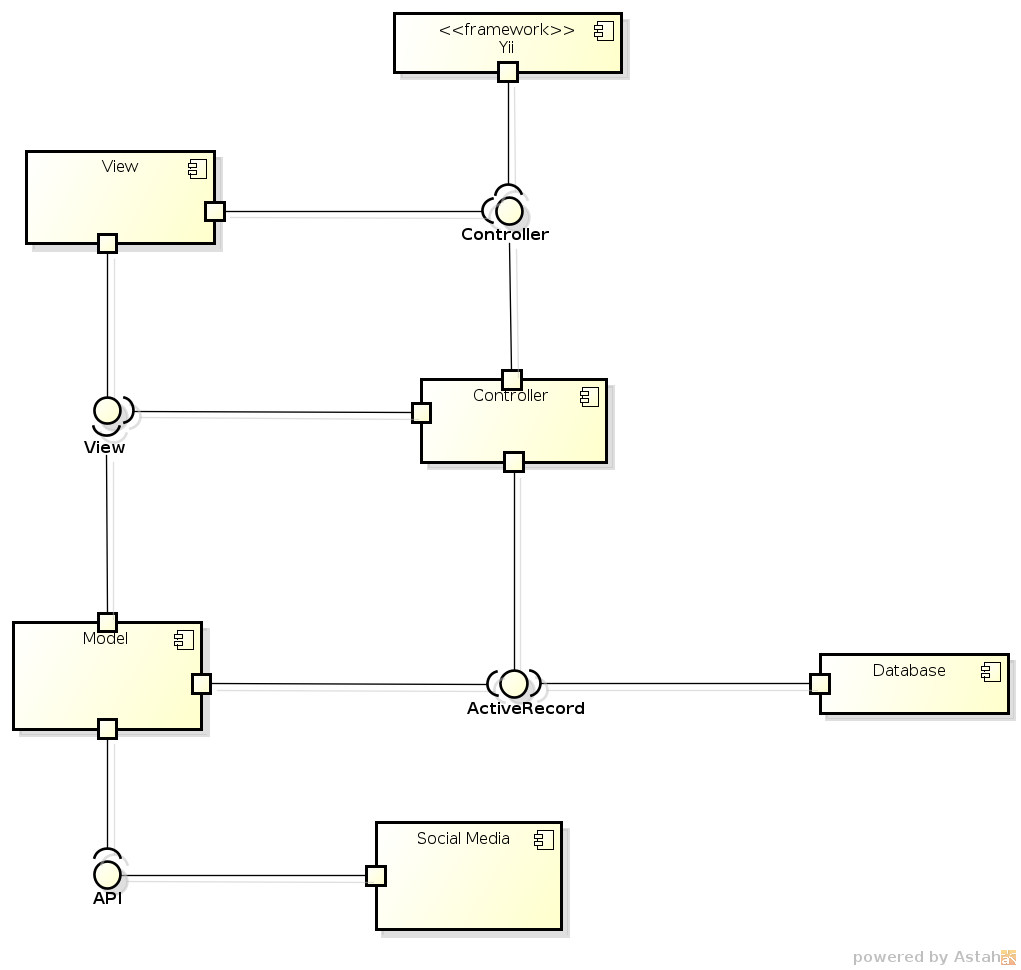 <<framework>>
Yii
View
Controller
Controller
View
Model
ActiveRecord
Database
Social Media
API
powered by Astah